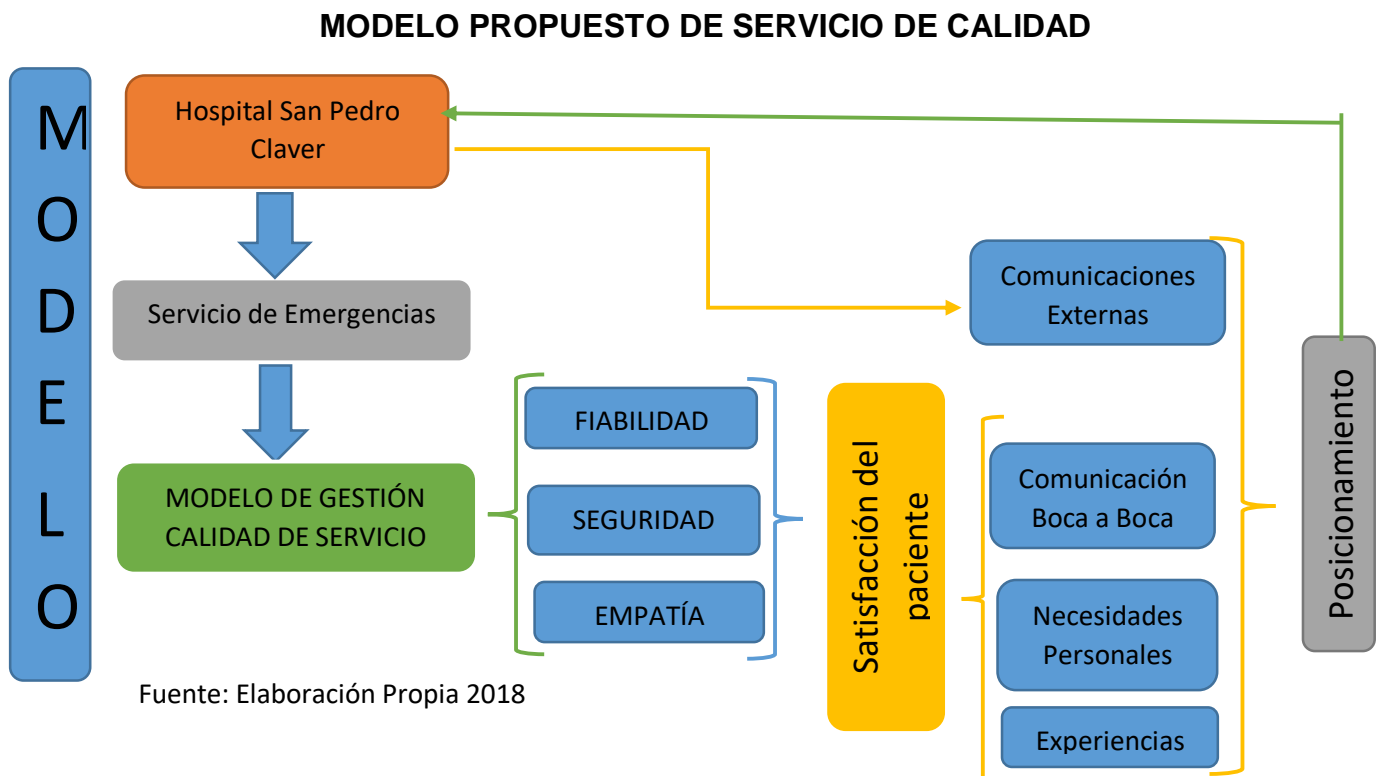 MODELO PROPUESTO DE SERVICIO DE CALIDAD
M
O
D
E
L
O
Hospital San Pedro
Claver
Servicio de Emergencias
MODELO DE GESTIÓN
CALIDAD DE SERVICIO
FIABILIDAD
SEGURIDAD
EMPATÍA
Satisfacción del
paciente
Comunicaciones
Externas
Comunicación
Boca a Boca
Necesidades
Personales
Experiencias
Posicionamiento
Fuente: Elaboración Propia 2018